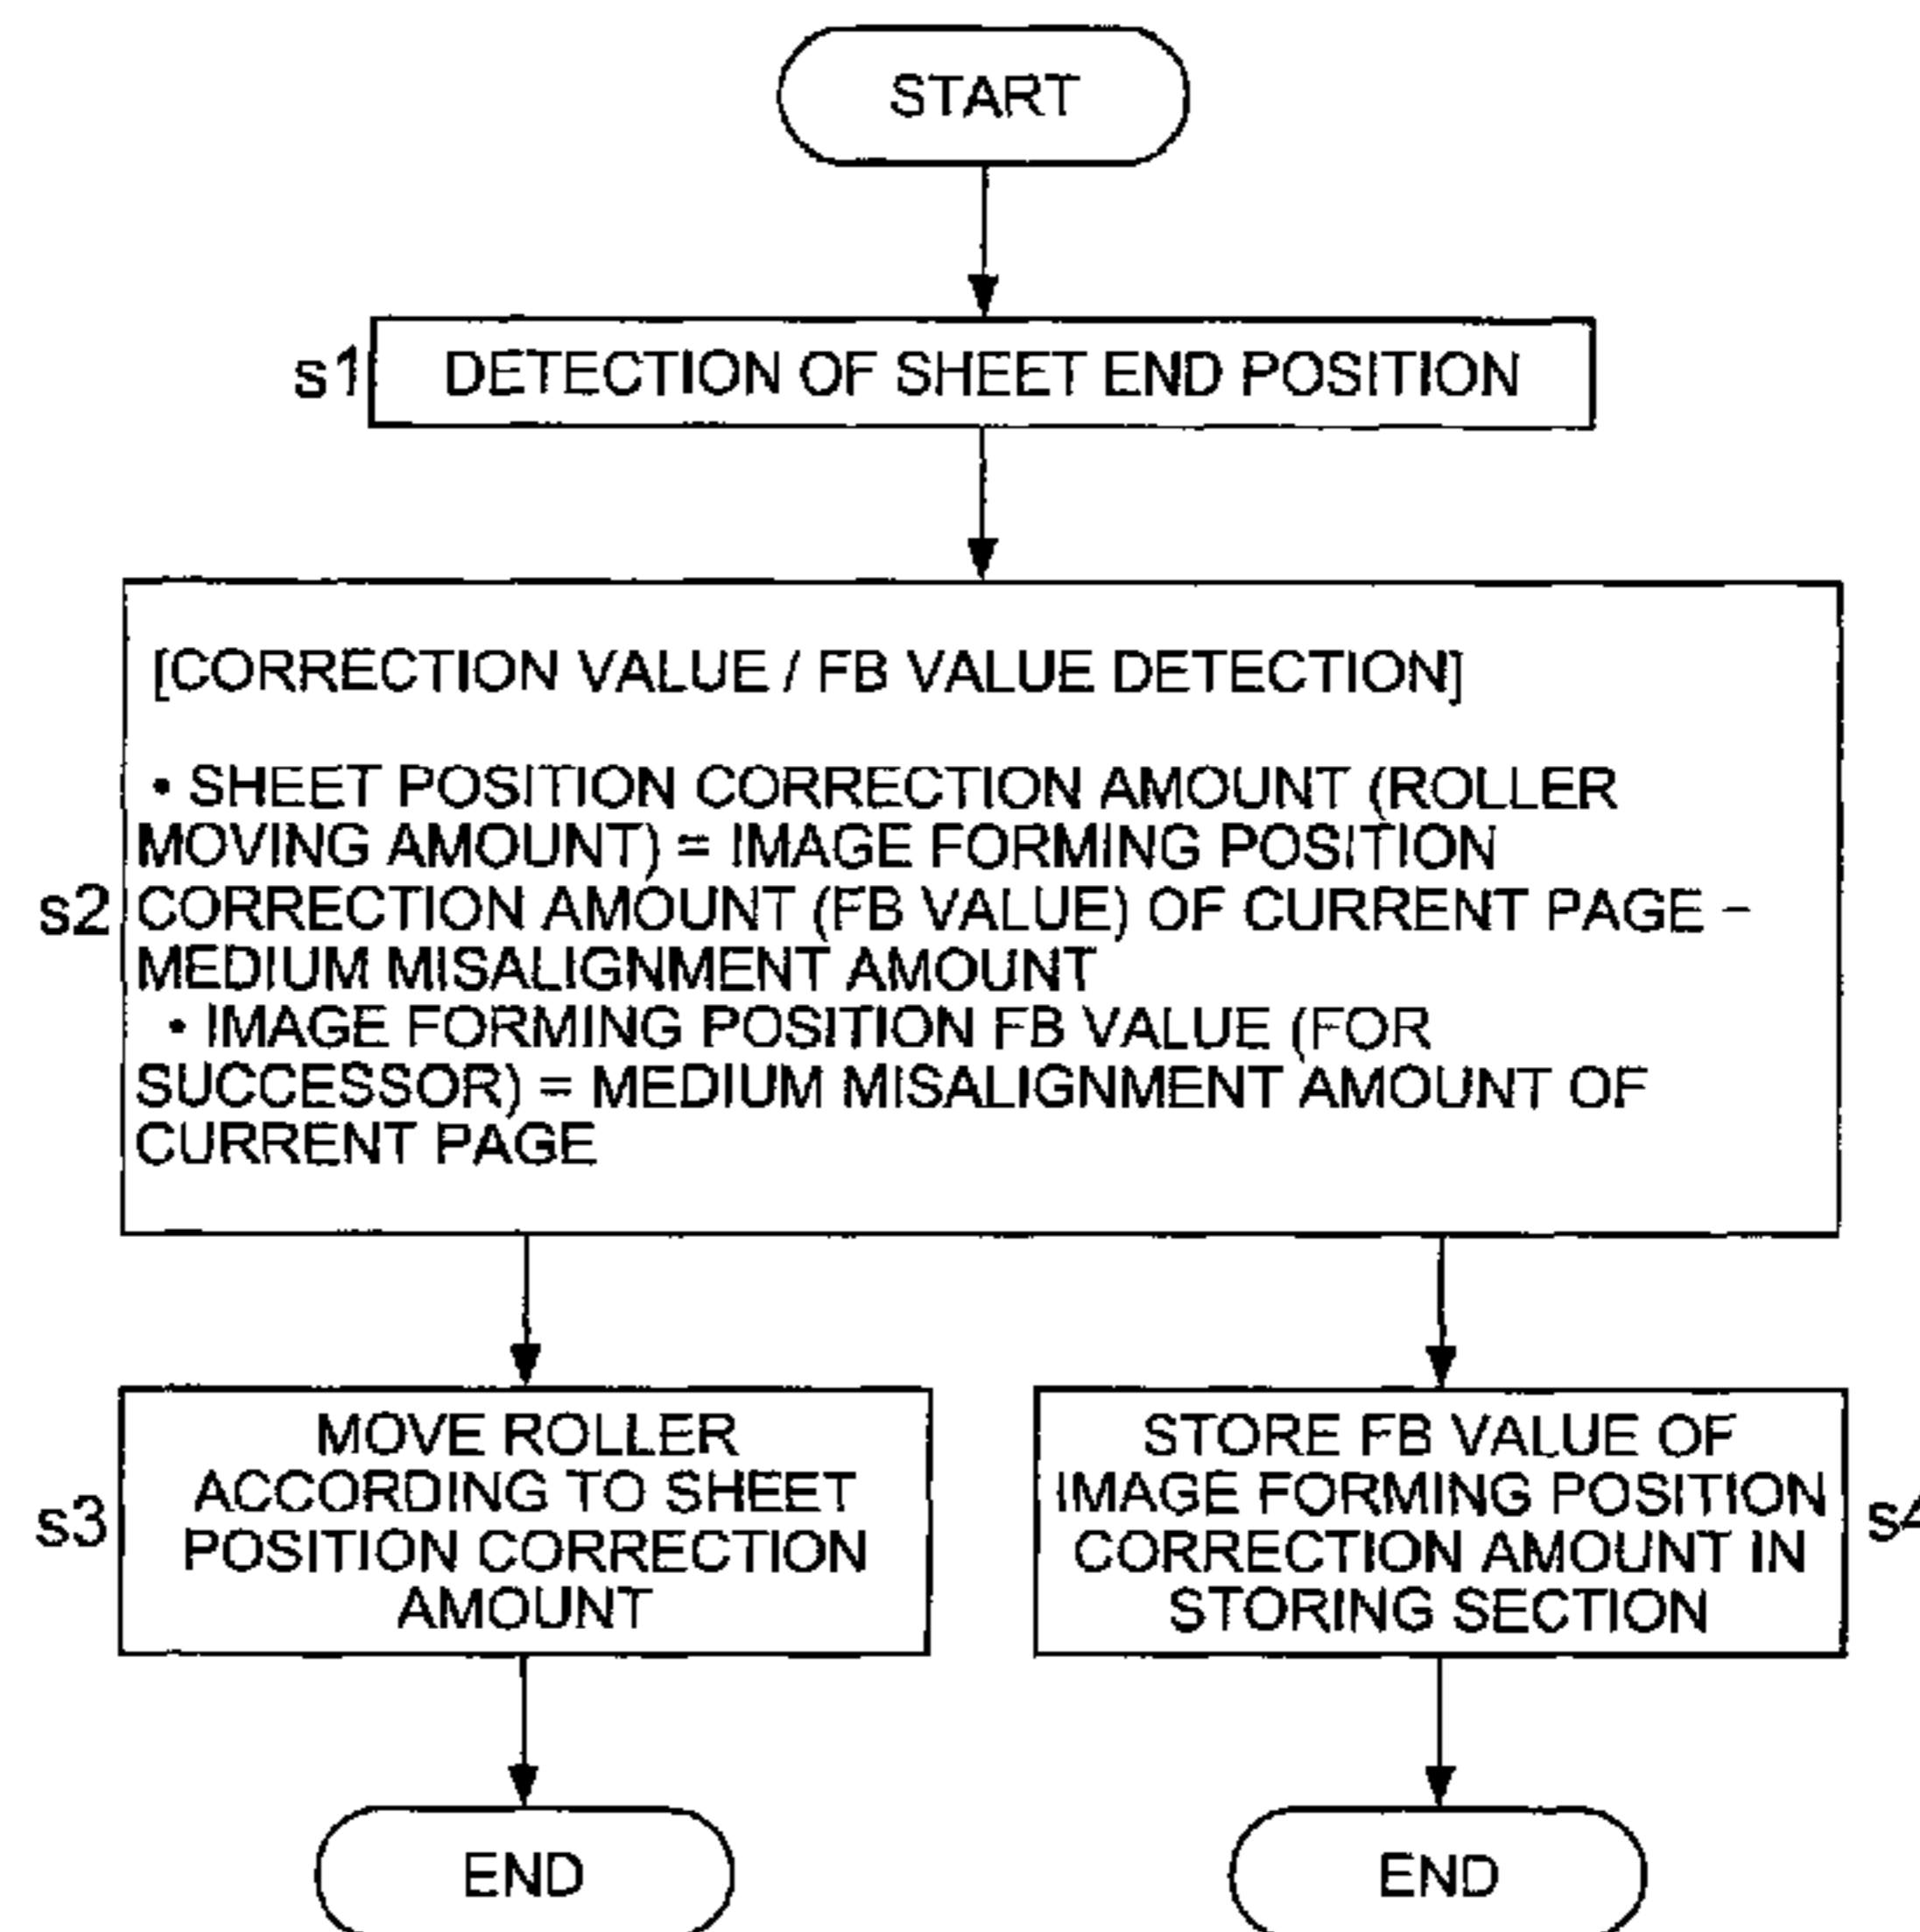 START
s1
DETECTION OF SHEET END POSITION
s2
[CORRECTION VALUE / FB VALUE DETECTION]
• SHEET POSITION CORRECTION AMOUNT (ROLLER
MOVING AMOUNT) = IMAGE FORMING POSITION
CORRECTION AMOUNT (FB VALUE) OF CURRENT PAGE –
MEDIUM MISALIGNMENT AMOUNT
• IMAGE FORMING POSITION FB VALUE (FOR
SUCCESSOR) = MEDIUM MISALIGNMENT AMOUNT OF
CURRENT PAGE
s3
MOVE ROLLER
ACCORDING TO SHEET
POSITION CORRECTION
AMOUNT
STORE FB VALUE OF
IMAGE FORMING POSITION
CORRECTION AMOUNT IN
STORING SECTION
s4
END
END